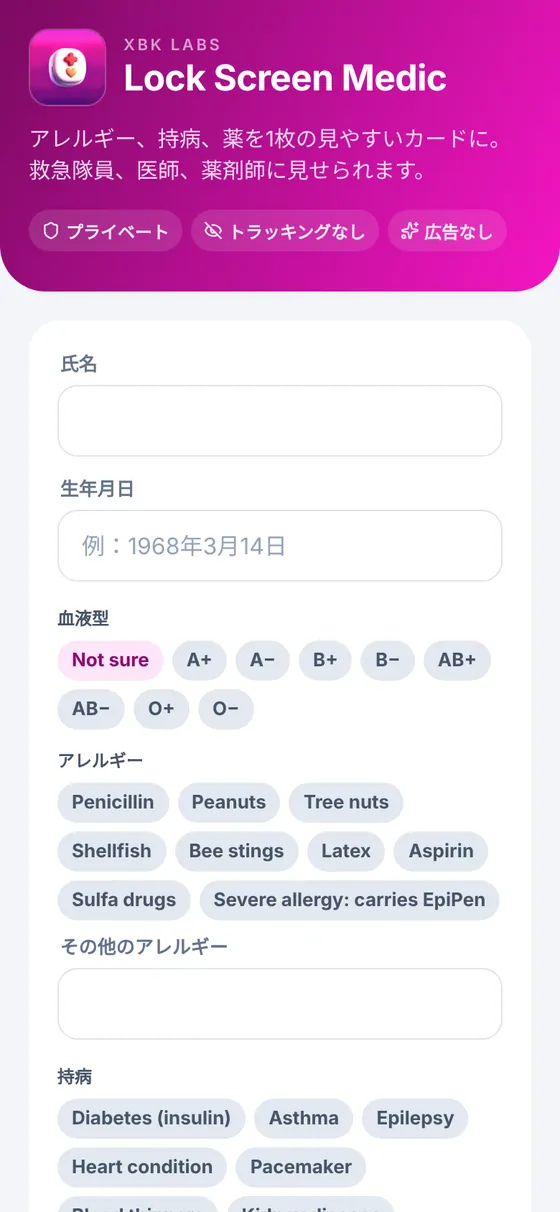 XBK LABS
Lock Screen Medic
アレルギー、持病、薬を1枚の見やすいカードに。
救急隊員、医師、薬剤師に見せられます。
プライベート トラッキングなし 広告なし
氏名
生年月日
例：1968年3月14日
血液型
Not sure A+ A− B+ B− AB+
AB− O+ O−
アレルギー
Penicillin Peanuts Tree nuts
Shellfish Bee stings Latex Aspirin
Sulfa drugs Severe allergy: carries EpiPen
その他のアレルギー
持病
Diabetes (insulin) Asthma Epilepsy
Heart condition Pacemaker